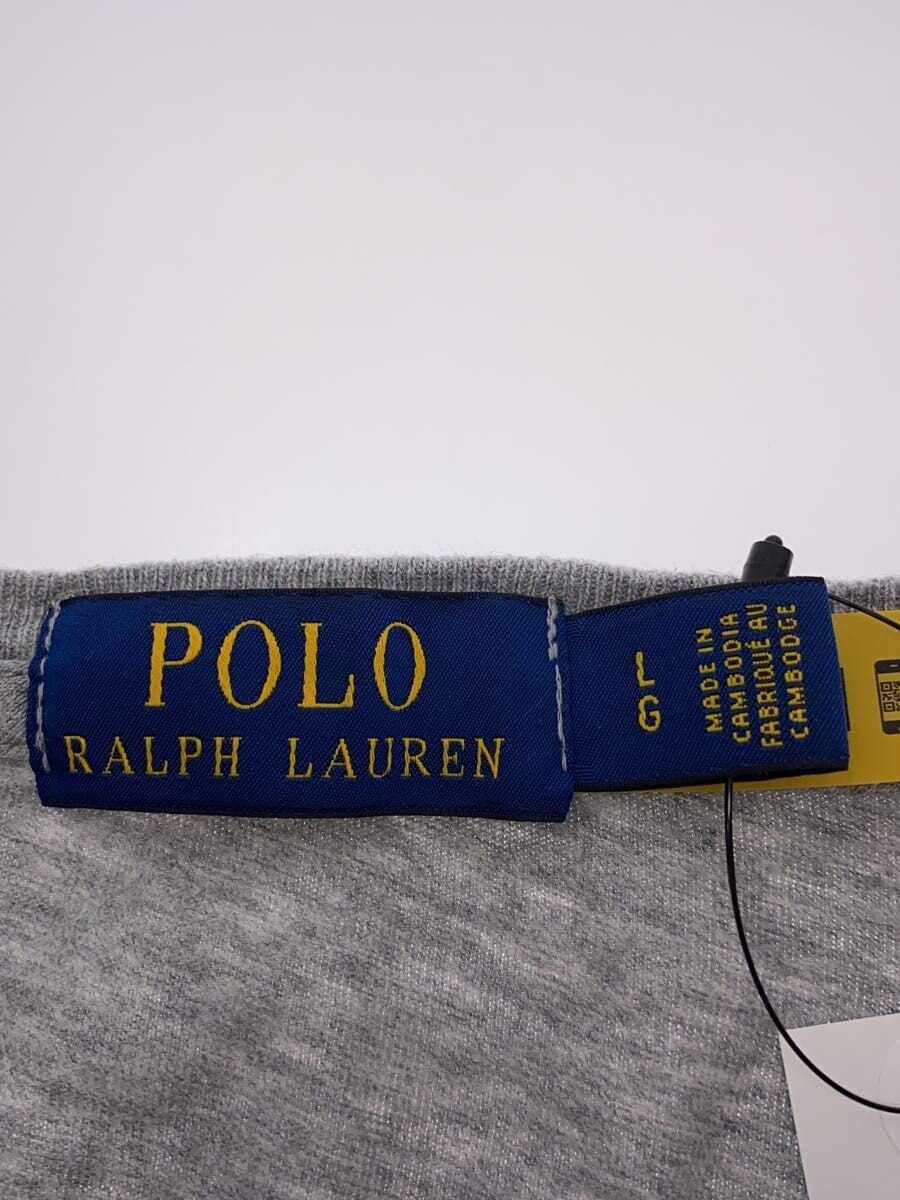 POLO
RALPH LAUREN
L
G
MADE IN
CAMBODIA
FABRIQUÉ AU
CAMBODGE